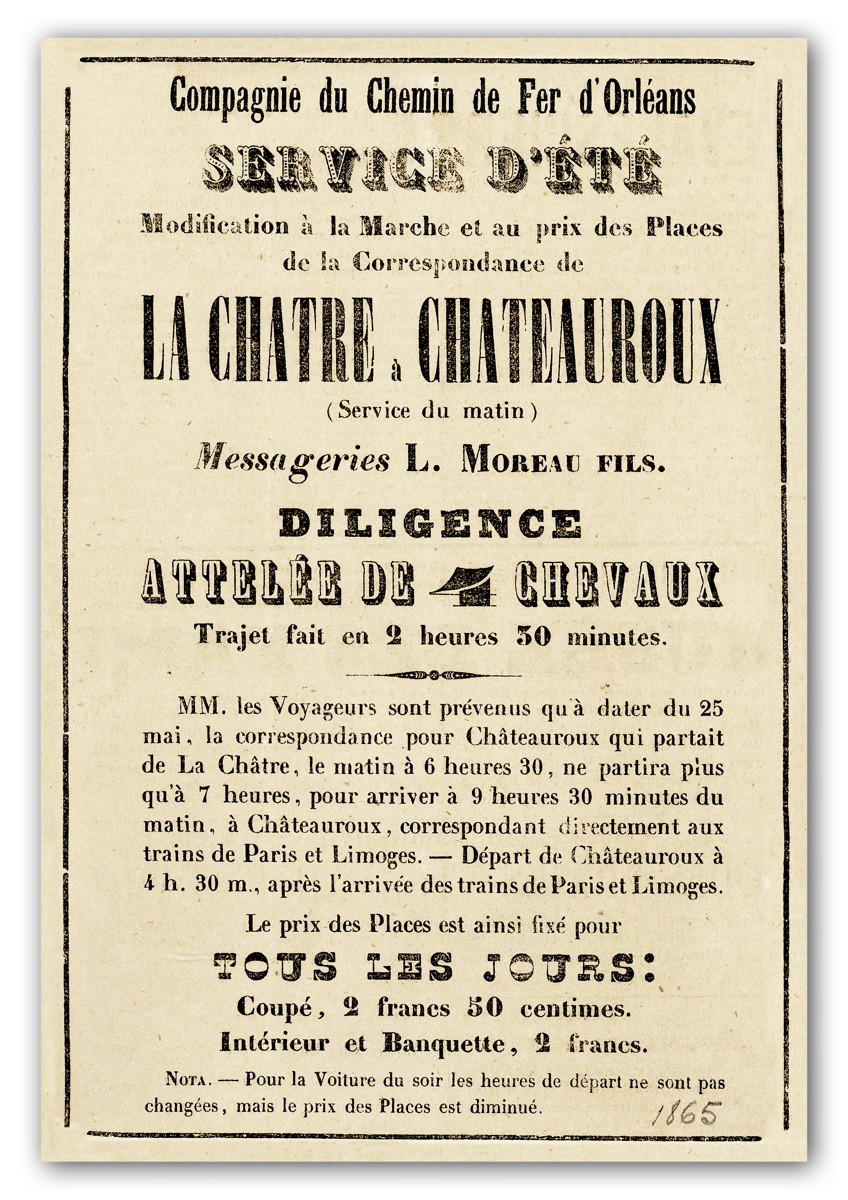 Compagnie du Chemin de Fer d'Orléans
SERVICE D'ÉTÉ
Modification à la Marche et au prix des Places
de la Correspondance de
LA CHATRE à CHATEAUROUX
(Service du matin)
Messageries L. MOREAU FILS.
DILIGENCE
ATTELÉE DE 4 CHEVAUX
Trajet fait en 2 heures 30 minutes.
MM. les Voyageurs sont prévenus qu'à dater du 25
mai, la correspondance pour Châteauroux qui partait
de La Châtre, le matin à 6 heures 30, ne partira plus
qu'à 7 heures, pour arriver à 9 heures 30 minutes du
matin, à Châteauroux, correspondant directement aux
trains de Paris et Limoges. — Départ de Châteauroux à
4 h. 30 m., après l'arrivée des trains de Paris et Limoges.
Le prix des Places est ainsi fixé pour
TOUS LES JOURS:
Coupé, 2 francs 50 centimes.
Intérieur et Banquette, 2 francs.
NOTA. — Pour la Voiture du soir les heures de départ ne sont pas
changées, mais le prix des Places est diminué.
1865